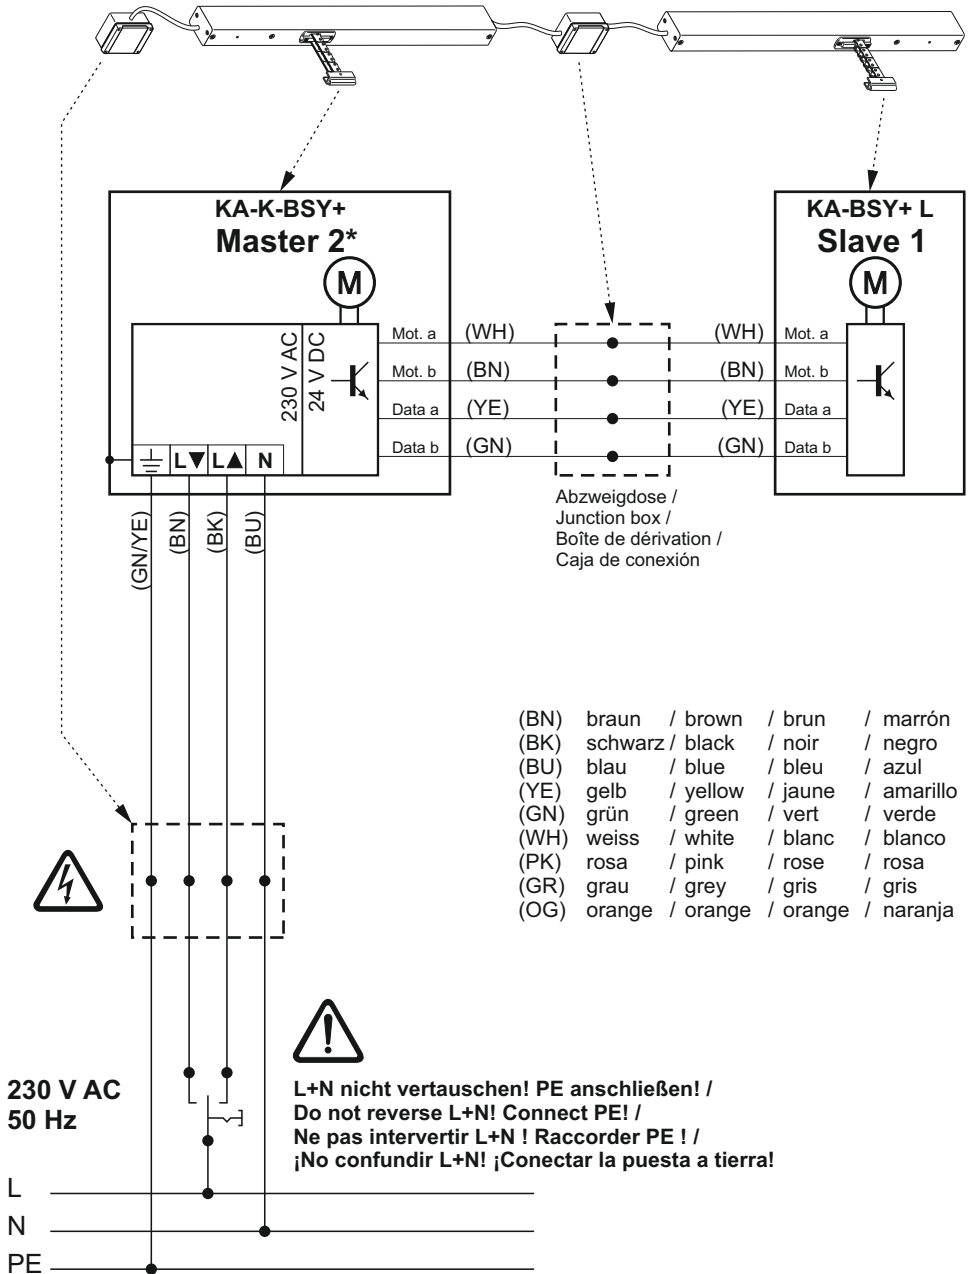 KA-K-BSY+
Master 2*
M
230 V AC
24 V DC
Mot. a (WH)
Mot. b (BN)
Data a (YE)
Data b (GN)
L▼ L▲ N
(GN/YE)
(BN)
(BK)
(BU)
KA-BSY+ L
Slave 1
M
(WH) Mot. a
(BN) Mot. b
(YE) Data a
(GN) Data b
Abzweigdose /
Junction box /
Boîte de dérivation /
Caja de conexión
(BN) braun / brown / brun / marrón
(BK) schwarz / black / noir / negro
(BU) blau / blue / bleu / azul
(YE) gelb / yellow / jaune / amarillo
(GN) grün / green / vert / verde
(WH) weiss / white / blanc / blanco
(PK) rosa / pink / rose / rosa
(GR) grau / grey / gris / gris
(OG) orange / orange / orange / naranja
230 V AC
50 Hz
L+N nicht vertauschen! PE anschließen! /
Do not reverse L+N! Connect PE! /
Ne pas intervertir L+N ! Raccorder PE ! /
¡No confundir L+N! ¡Conectar la puesta a tierra!
L
N
PE